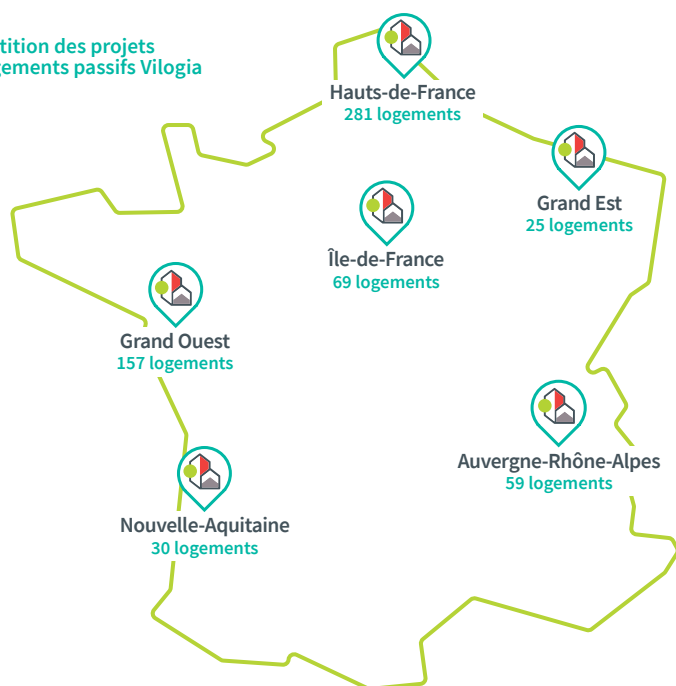 tition des projets
gements passifs Vilogia
Hauts-de-France
281 logements
Grand Est
25 logements
Île-de-France
69 logements
Grand Ouest
157 logements
Auvergne-Rhône-Alpes
59 logements
Nouvelle-Aquitaine
30 logements